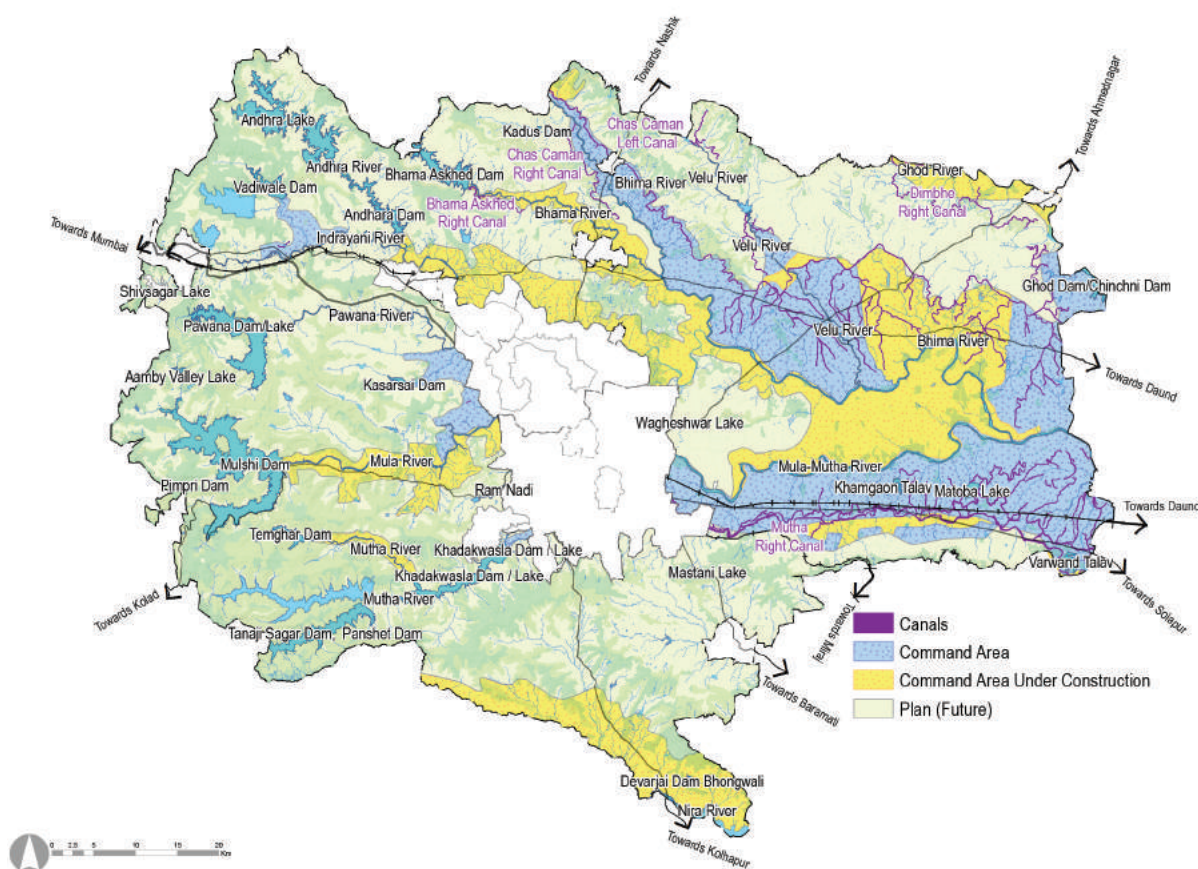 Towards Nashik
Towards Ahmednagar
Andhra Lake
Kadus Dam
Chas Caman
Left Canal
Chas Caman
Right Canal
Andhra River
Bhama Askhed Dam
Bhima River
Velu River
Ghod River
Dimbhe
Right Canal
Vadiwale Dam
Bhama Askhed
Right Canal
Andhara Dam
Bhama River
Indrayani River
Towards Mumbai
Velu River
Shivsagar Lake
Ghod Dam/Chinchni Dam
Pawana River
Pawana Dam/Lake
Velu River
Bhima River
Aamby Valley Lake
Kasarsai Dam
Towards Daund
Wagheshwar Lake
Mulshi Dam
Mula River
Mula-Mutha River
Pimpri Dam
Ram Nadi
Khamgaon Talav
Matoba Lake
Towards Daund
Temghar Dam
Mutha River
Khadakwasla Dam / Lake
Mutha
Right Canal
Khadakwasla Dam / Lake
Mastani Lake
Varwand Talav
Towards Kolad
Mutha River
Towards Miraj
Towards Solapur
Tanaji Sagar Dam, Panshet Dam
Towards Baramati
Canals
Command Area
Command Area Under Construction
Plan (Future)
Devarjai Dam Bhongwali
Nira River
Towards Kolhapur
0 2.5 5 10 15 20
Km